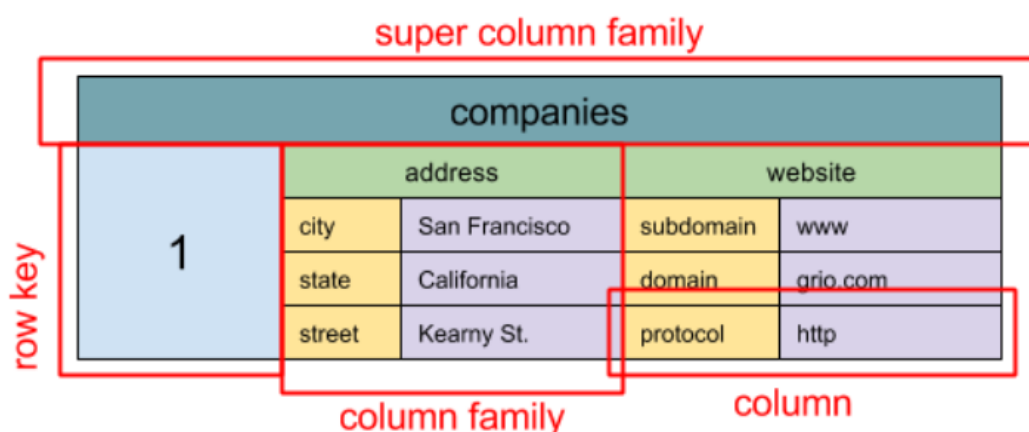 super column family
companies
address website
1
city San Francisco subdomain www
state California domain grio.com
street Kearny St. protocol http
row key
column family
column